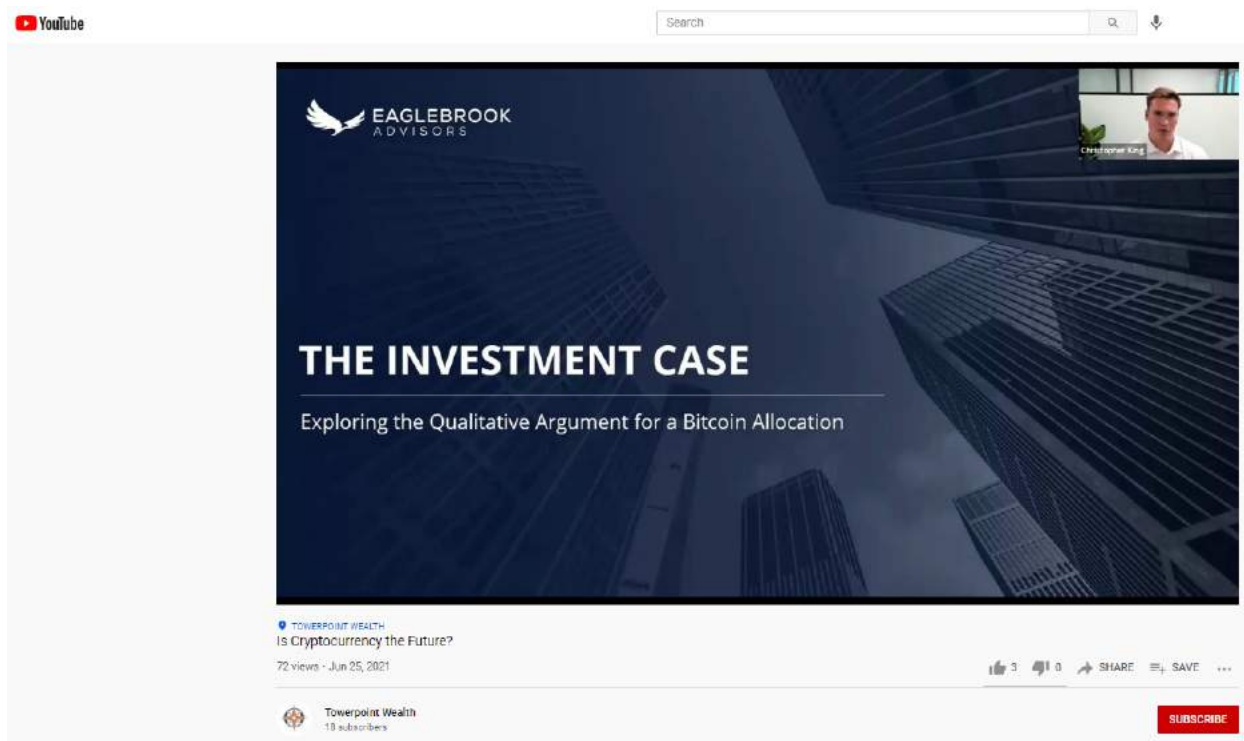 YouTube
Search
EAGLEBROOK
ADVISORS
Christopher King
THE INVESTMENT CASE
Exploring the Qualitative Argument for a Bitcoin Allocation
TOWERPOINT WEALTH
Is Cryptocurrency the Future?
72 views · Jun 25, 2021
3
0
SHARE
SAVE
Towerpoint Wealth
18 subscribers
SUBSCRIBE